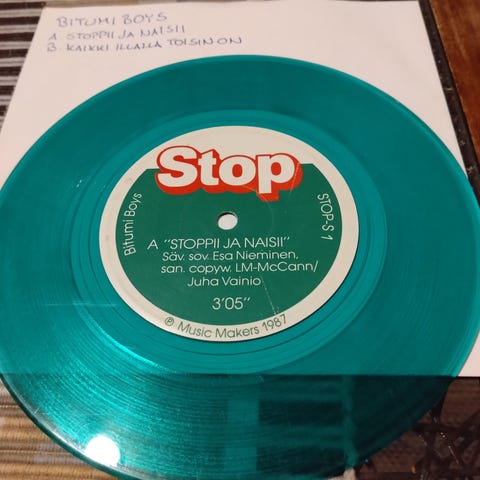 BITUMI BOYS
A. STOPPII JA NAISII
B. KAIKKI ILLALLA TOISIN ON
Stop
Bitumi Boys
STOP-S 1
A "STOPPII JA NAISII"
Säv. sov. Esa Nieminen,
san. copyw. LM-McCann/
Juha Vainio
3'05"
℗ Music Makers 1987